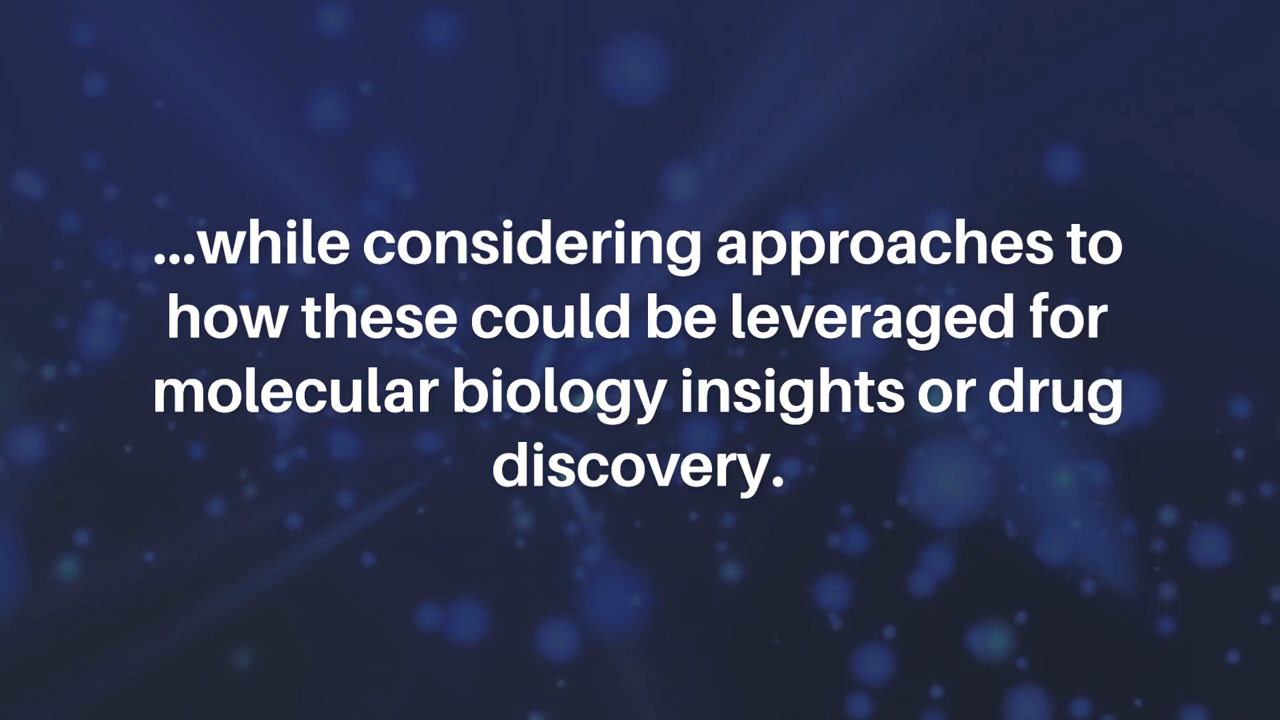 ...while considering approaches to
how these could be leveraged for
molecular biology insights or drug
discovery.